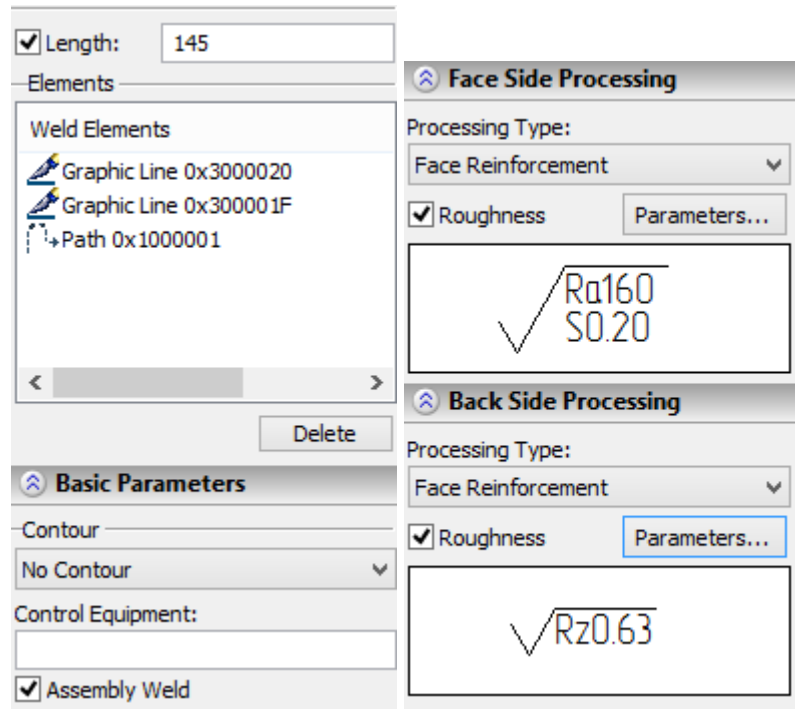 Length: 145
Elements
Weld Elements
Graphic Line 0x3000020
Graphic Line 0x300001F
Path 0x1000001
Delete
Basic Parameters
Contour
No Contour
Control Equipment:
Assembly Weld
Face Side Processing
Processing Type:
Face Reinforcement
Roughness Parameters...
Ra160
S0.20
Back Side Processing
Processing Type:
Face Reinforcement
Roughness Parameters...
Rz0.63